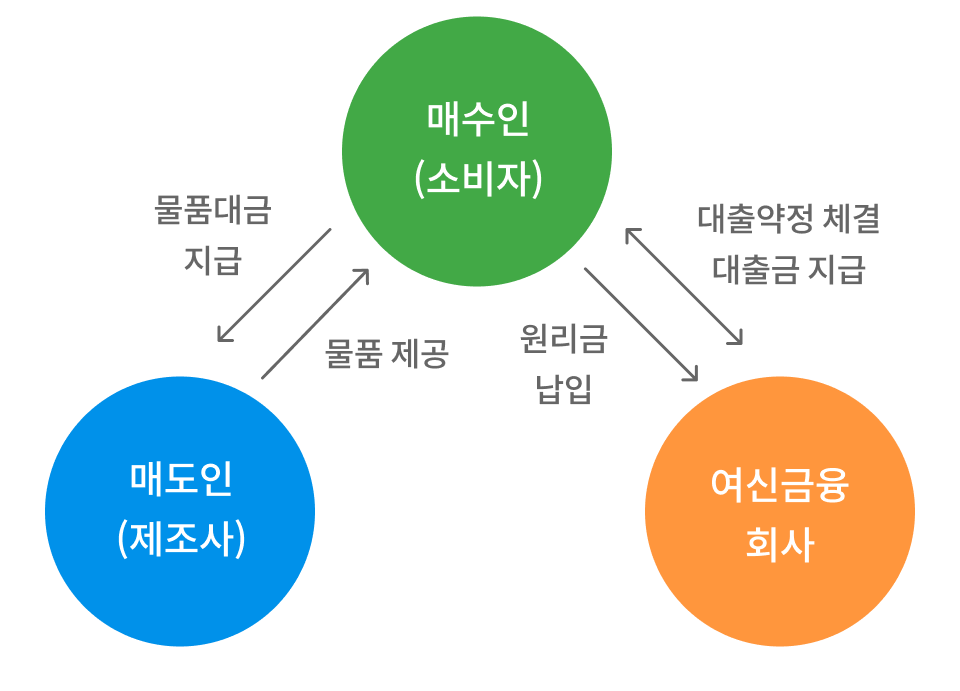 매수인
(소비자)
물품대금
지급
대출약정 체결
대출금 지급
물품 제공
원리금
납입
매도인
(제조사)
여신금융
회사